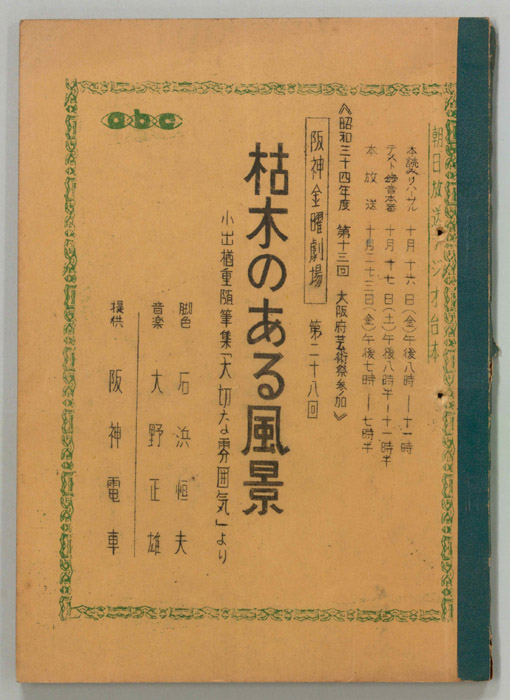 朝日放送ラジオ台本
本読ミリハーサル 十月十六日(金)午後八時―十一時
テスト録音本番 十月十七日(土)午後八時半―十一時半
本放送 十月二三日(金)午後七時―七時半
《昭和三十四年度 第十三回 大阪府芸術祭参加》
阪神金曜劇場 第二十八回
枯木のある風景
小出楢重随筆集「大切な雰囲気」より
脚色 石浜恒夫
音楽 大野正雄
提供 阪神電車
abc